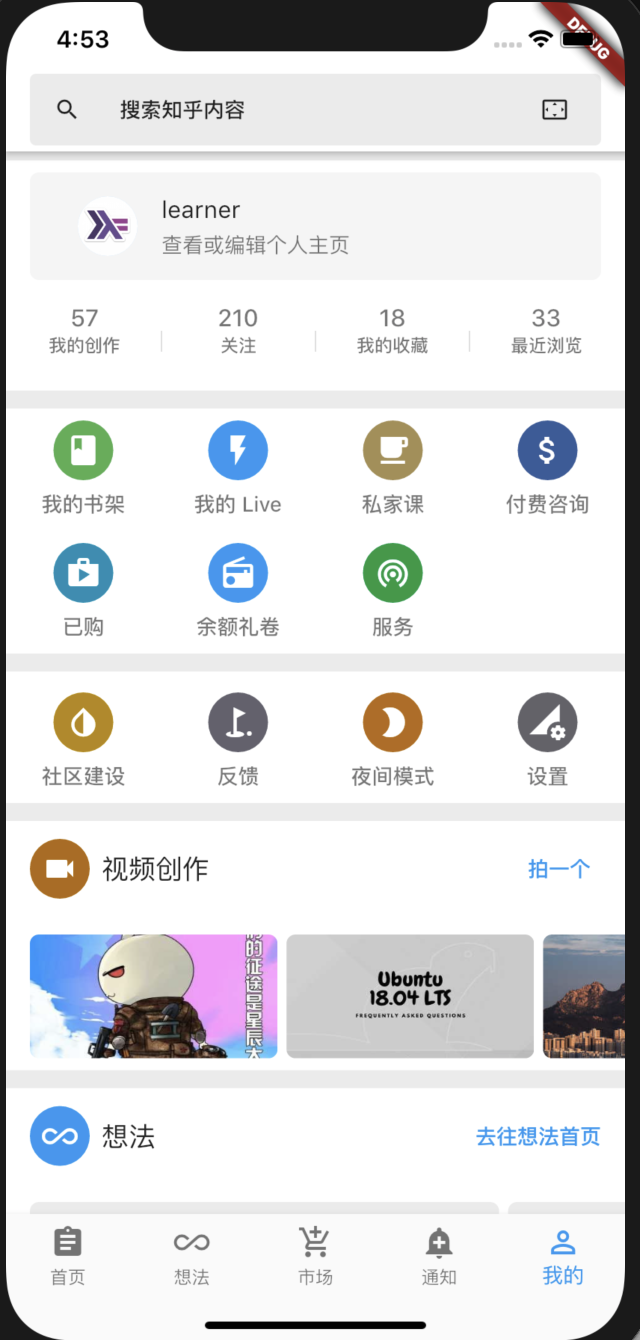 4:53
DEBUG
搜索知乎内容
learner
查看或编辑个人主页
57
210
18
33
我的创作
关注
我的收藏
最近浏览
我的书架
我的 Live
私家课
付费咨询
已购
余额礼卷
服务
社区建设
反馈
夜间模式
设置
视频创作
拍一个
的征途是星辰大
Ubuntu
18.04 LTS
FREQUENTLY ASKED QUESTIONS
想法
去往想法首页
首页
想法
市场
通知
我的